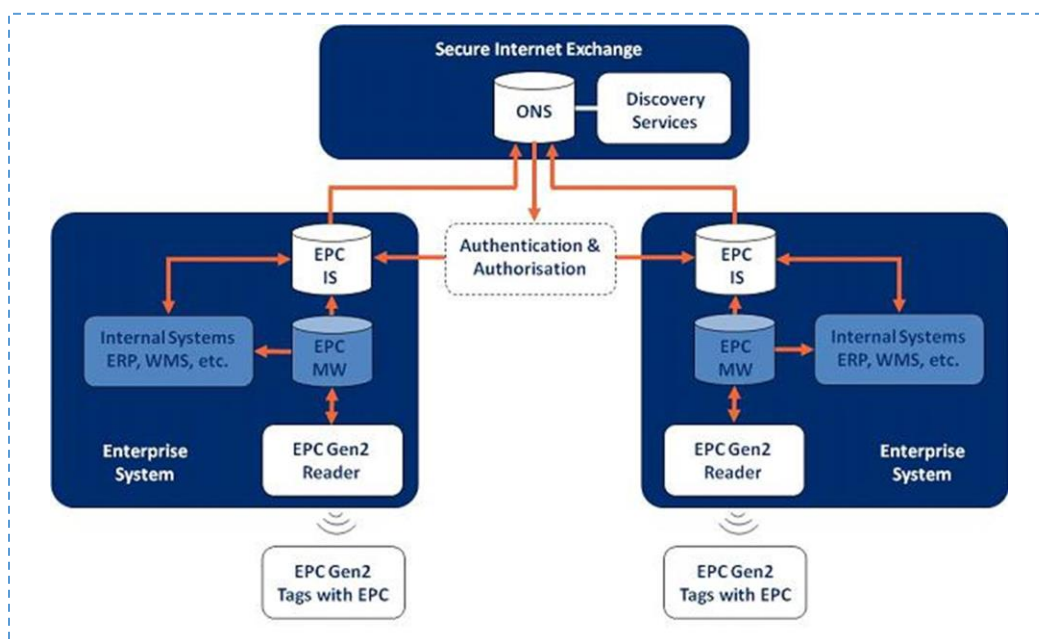 Secure Internet Exchange
ONS
Discovery
Services
Authentication &
Authorisation
EPC
IS
Internal Systems
ERP, WMS, etc.
EPC
MW
Enterprise
System
EPC Gen2
Reader
EPC Gen2
Tags with EPC
EPC
IS
EPC
MW
Internal Systems
ERP, WMS, etc.
EPC Gen2
Reader
Enterprise
System
EPC Gen2
Tags with EPC